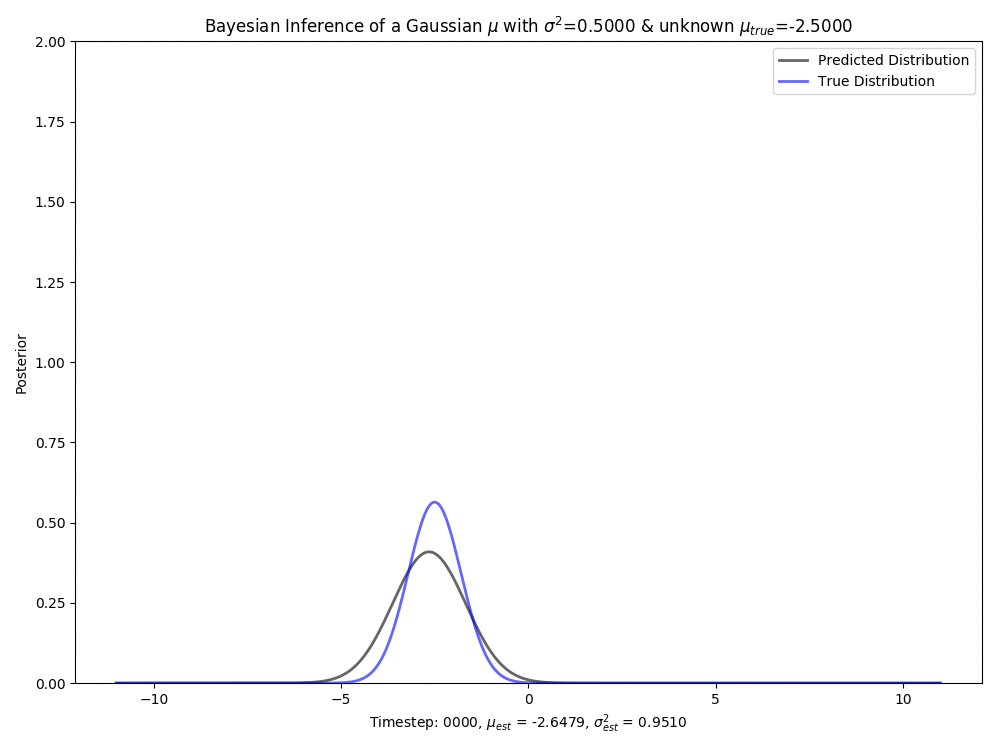 Bayesian Inference of a Gaussian μ with σ²=0.5000 & unknown μ_true=-2.5000
2.00
1.75
1.50
1.25
1.00
0.75
0.50
0.25
0.00
Posterior
Predicted Distribution
True Distribution
−10 −5 0 5 10
Timestep: 0000, μ_est = -2.6479, σ²_est = 0.9510